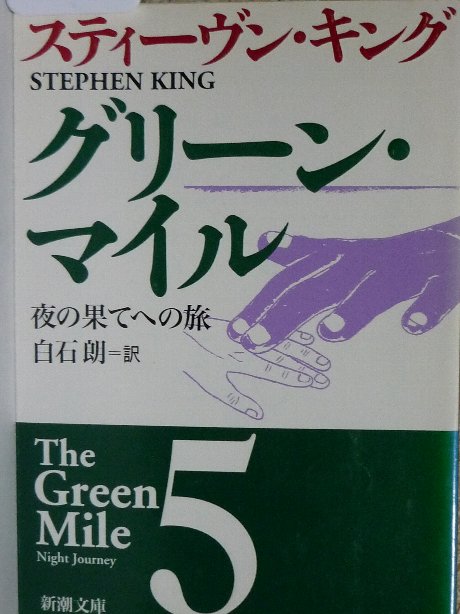 スティーヴン・キング
STEPHEN KING
グリーン・
マイル
夜の果てへの旅
白石朗=訳
The
Green
Mile
Night Journey
5
新潮文庫